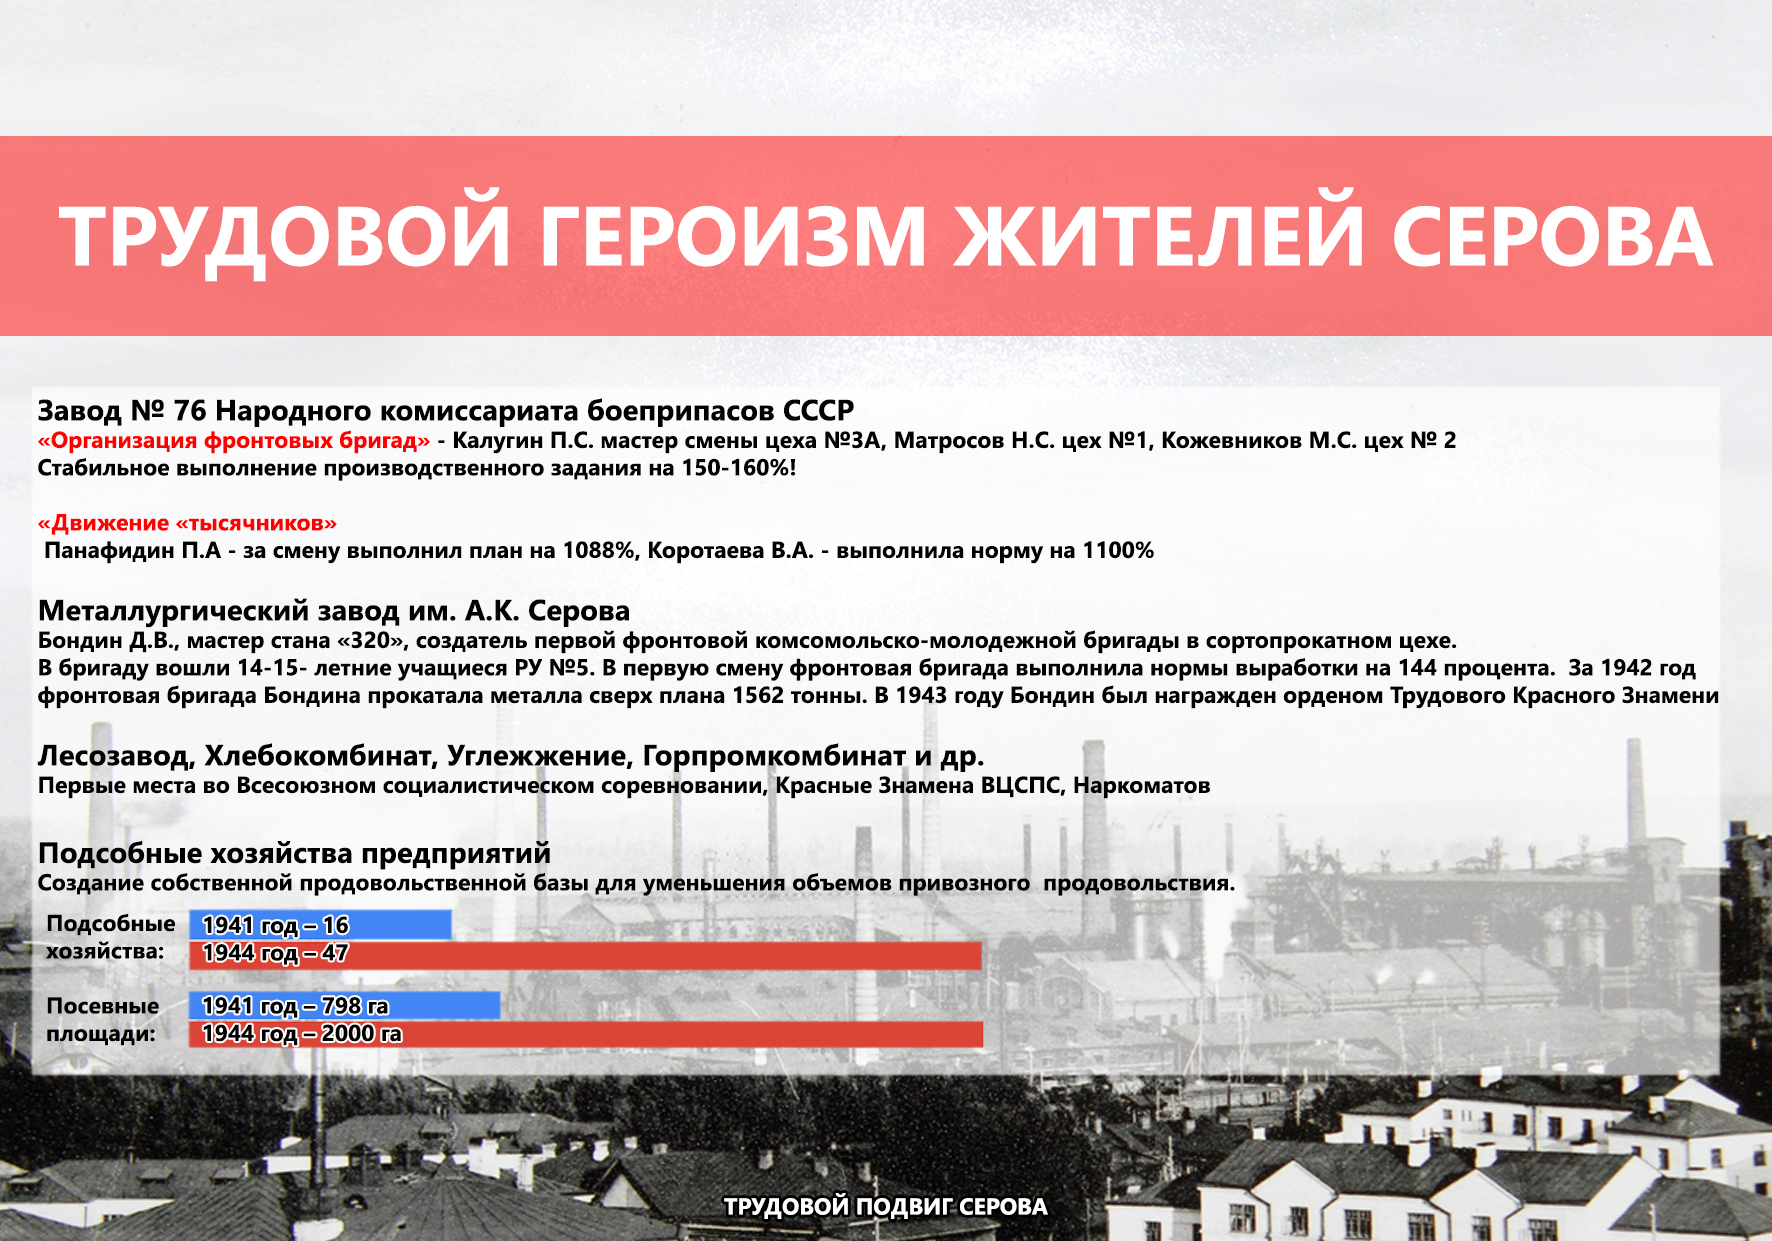 ТРУДОВОЙ ГЕРОИЗМ ЖИТЕЛЕЙ СЕРОВА
Завод № 76 Народного комиссариата боеприпасов СССР
«Организация фронтовых бригад» - Калугин П.С. мастер смены цеха №3А, Матросов Н.С. цех №1, Кожевников М.С. цех № 2
Стабильное выполнение производственного задания на 150-160%!
«Движение «тысячников»
Панафидин П.А - за смену выполнил план на 1088%, Коротаева В.А. - выполнила норму на 1100%
Металлургический завод им. А.К. Серова
Бондин Д.В., мастер стана «320», создатель первой фронтовой комсомольско-молодежной бригады в сортопрокатном цехе.
В бригаду вошли 14-15- летние учащиеся РУ №5. В первую смену фронтовая бригада выполнила нормы выработки на 144 процента.  За 1942 год
фронтовая бригада Бондина прокатала металла сверх плана 1562 тонны. В 1943 году Бондин был награжден орденом Трудового Красного Знамени
Лесозавод, Хлебокомбинат, Углежжение, Горпромкомбинат и др.
Первые места во Всесоюзном социалистическом соревновании, Красные Знамена ВЦСПС, Наркоматов
Подсобные хозяйства предприятий
Создание собственной продовольственной базы для уменьшения объемов привозного  продовольствия.
Подсобные
хозяйства:
1941 год – 16
1944 год – 47
Посевные
площади:
1941 год – 798 га
1944 год – 2000 га
ТРУДОВОЙ ПОДВИГ СЕРОВА